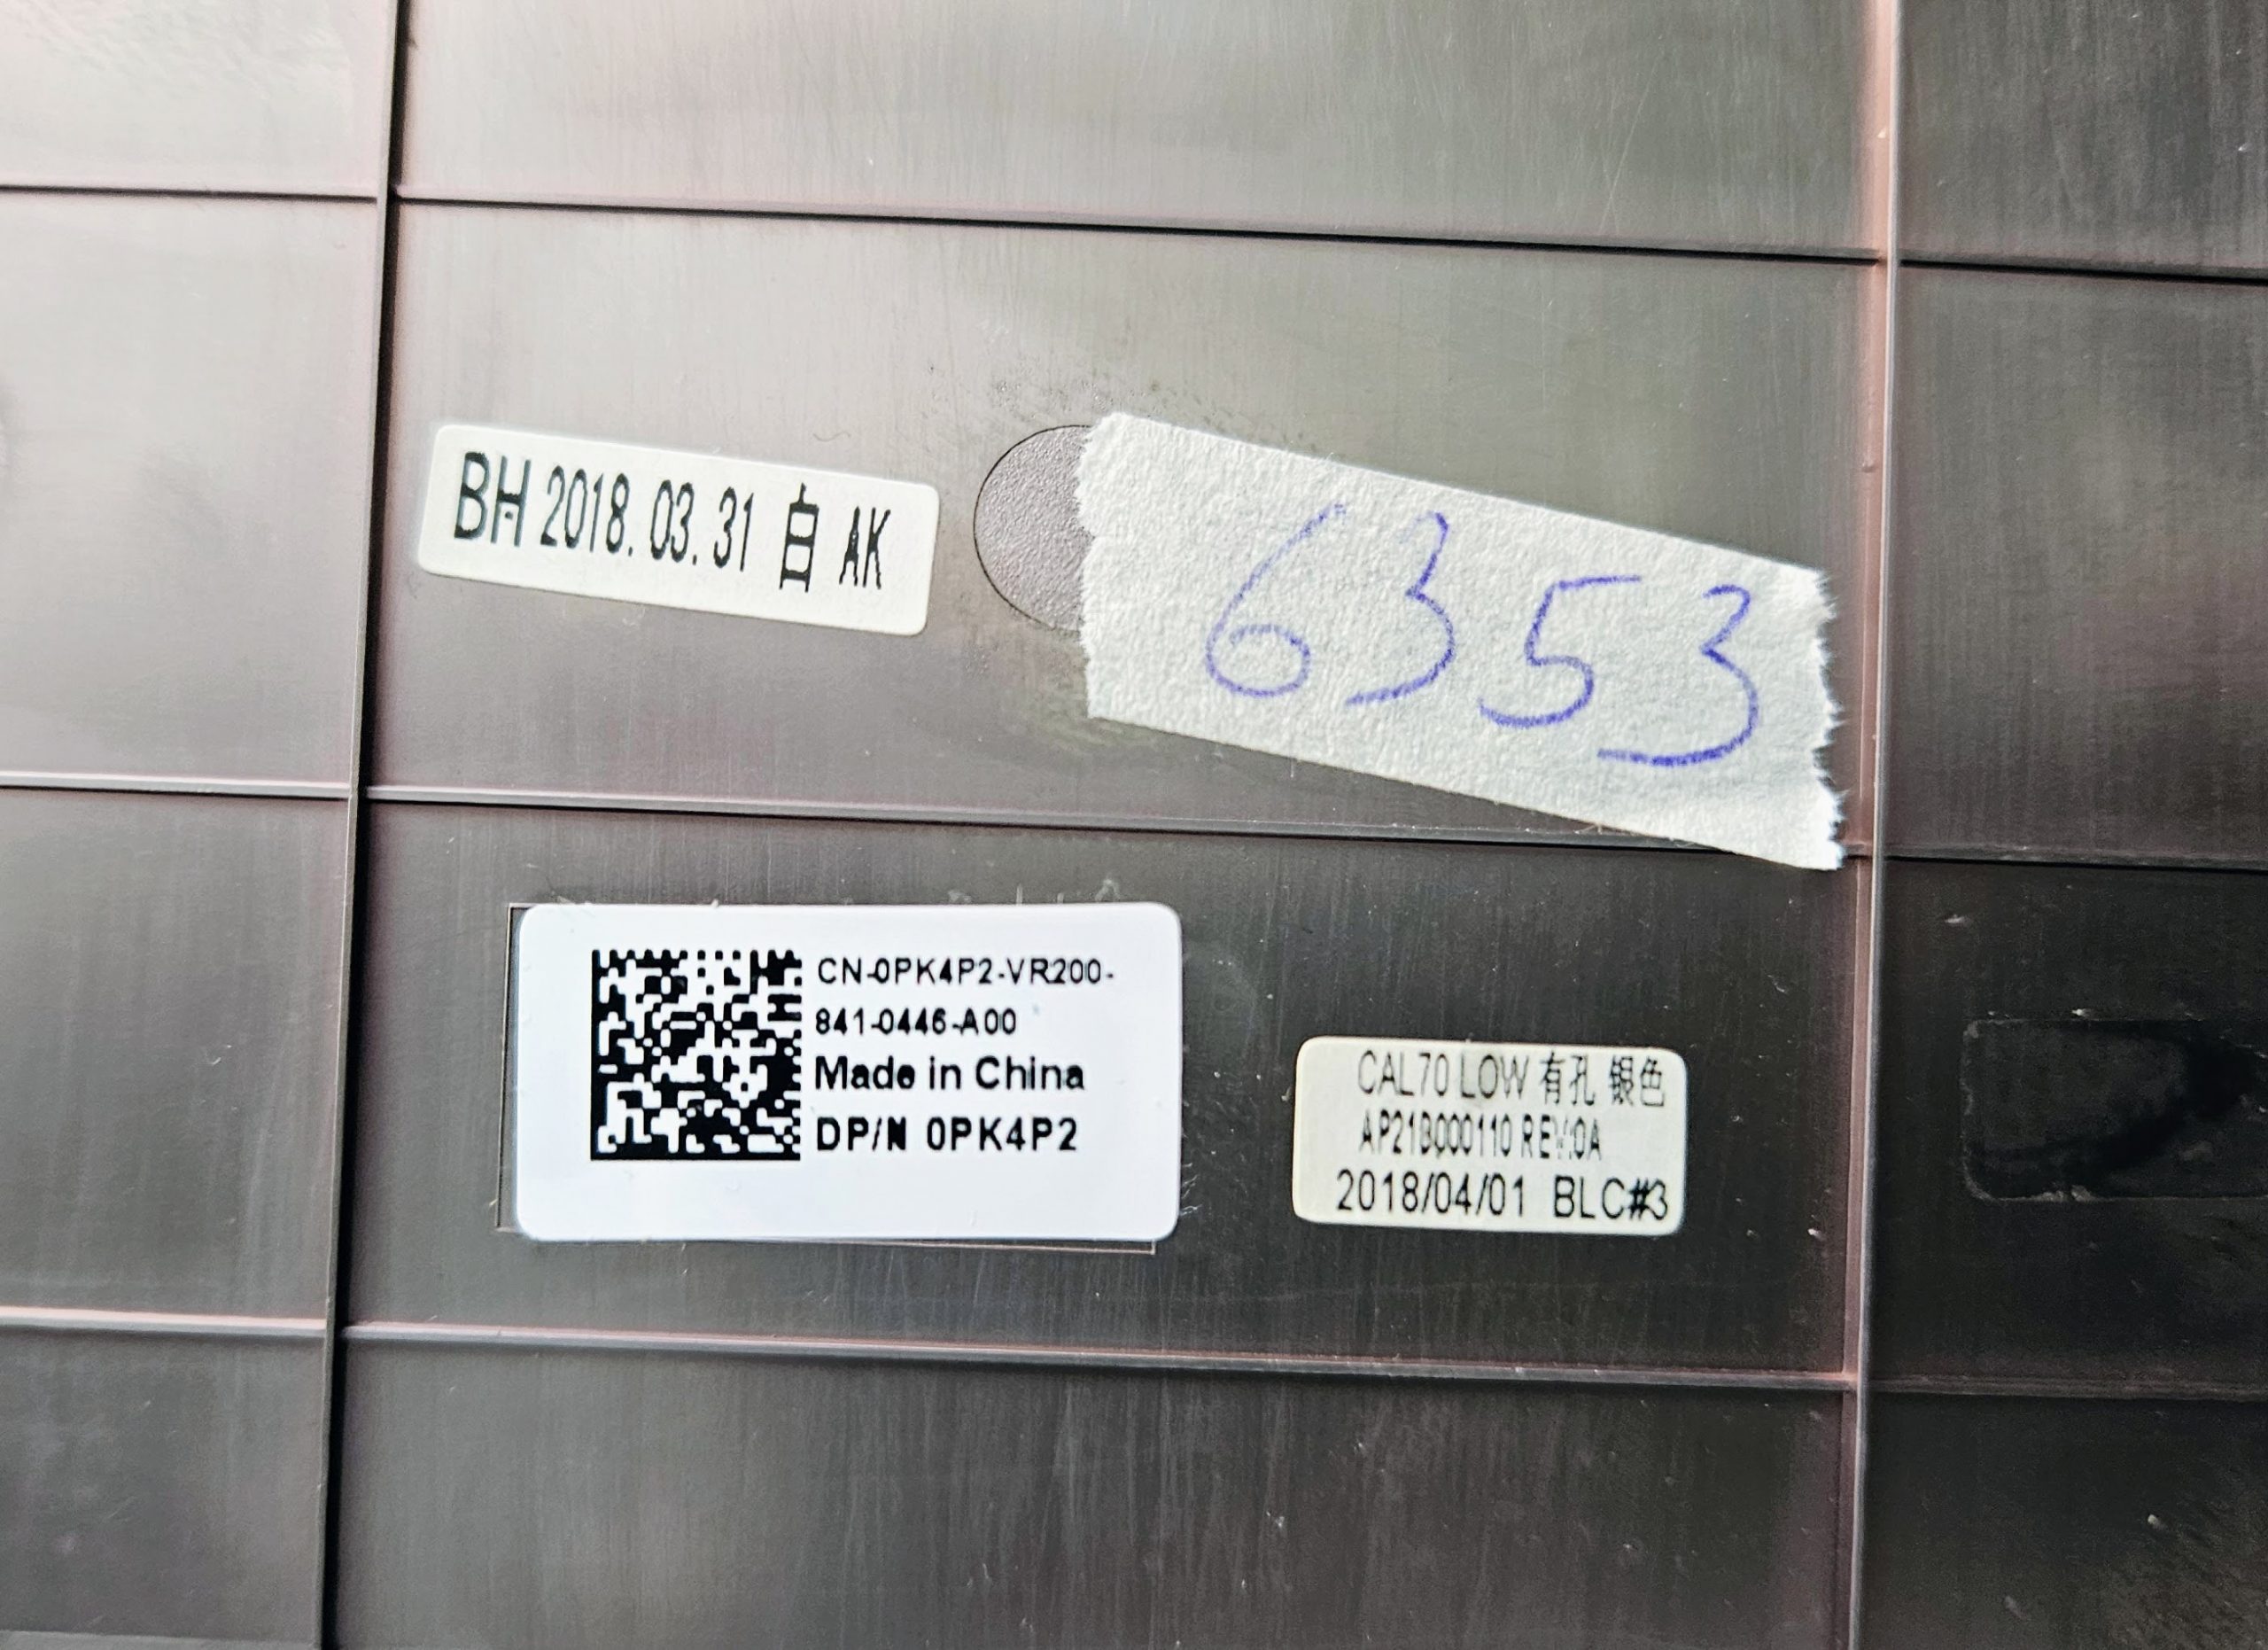 BH 2018.03.31 白 AK
6353
CN-0PK4P2-VR200-
841-0446-A00
Made in China
DP/N 0PK4P2
CAL70 LOW 有孔 银色
AP21B000110 REV:0A
2018/04/01 BLC#3